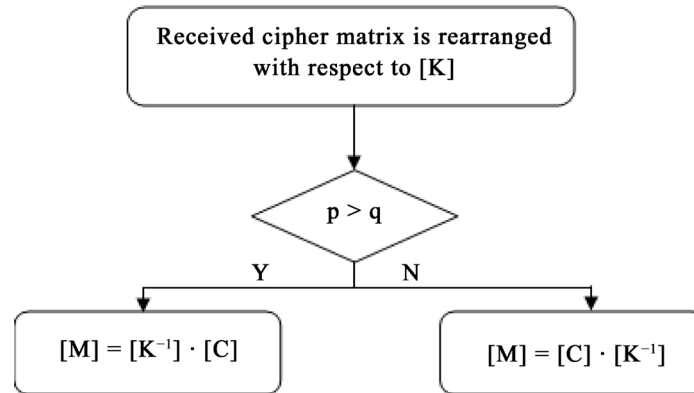 Received cipher matrix is rearranged
with respect to [K]
p > q
Y
N
[M] = [K⁻¹] · [C]
[M] = [C] · [K⁻¹]